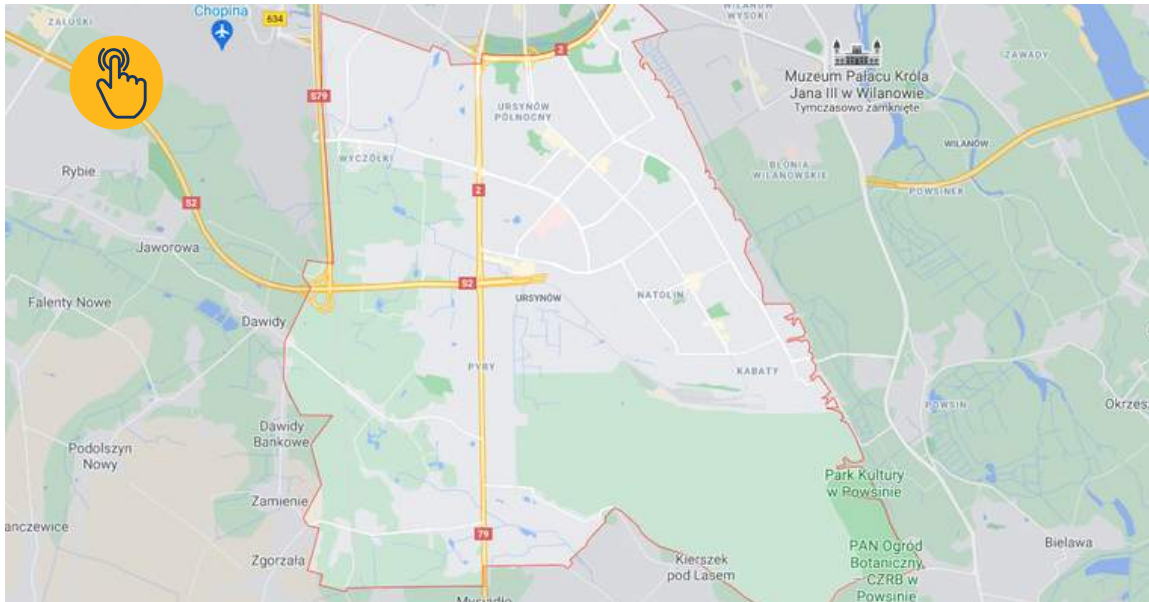 WILANÓW
WYSOKI
ZAŁUSKI
Chopina
634
2
ZAWADY
Muzeum Pałacu Króla
Jana III w Wilanowie
Tymczasowo zamknięte
S79
URSYNÓW
PÓŁNOCNY
WILANÓW
WYCZÓŁKI
BŁONIA
WILANOWSKIE
Rybie
2
POWSINEK
S2
Jaworowa
S2
URSYNÓW
NATOLIN
Falenty Nowe
Dawidy
PYRY
KABATY
POWSIN
Okrzes
Dawidy
Bankowe
Podolszyn
Nowy
Park Kultury
w Powsinie
Zamienie
anczewice
79
Zgorzała
Kierszek
pod Lasem
PAN Ogród
Botaniczny
CZRB w
Powsinie
Bielawa
Mysiadło